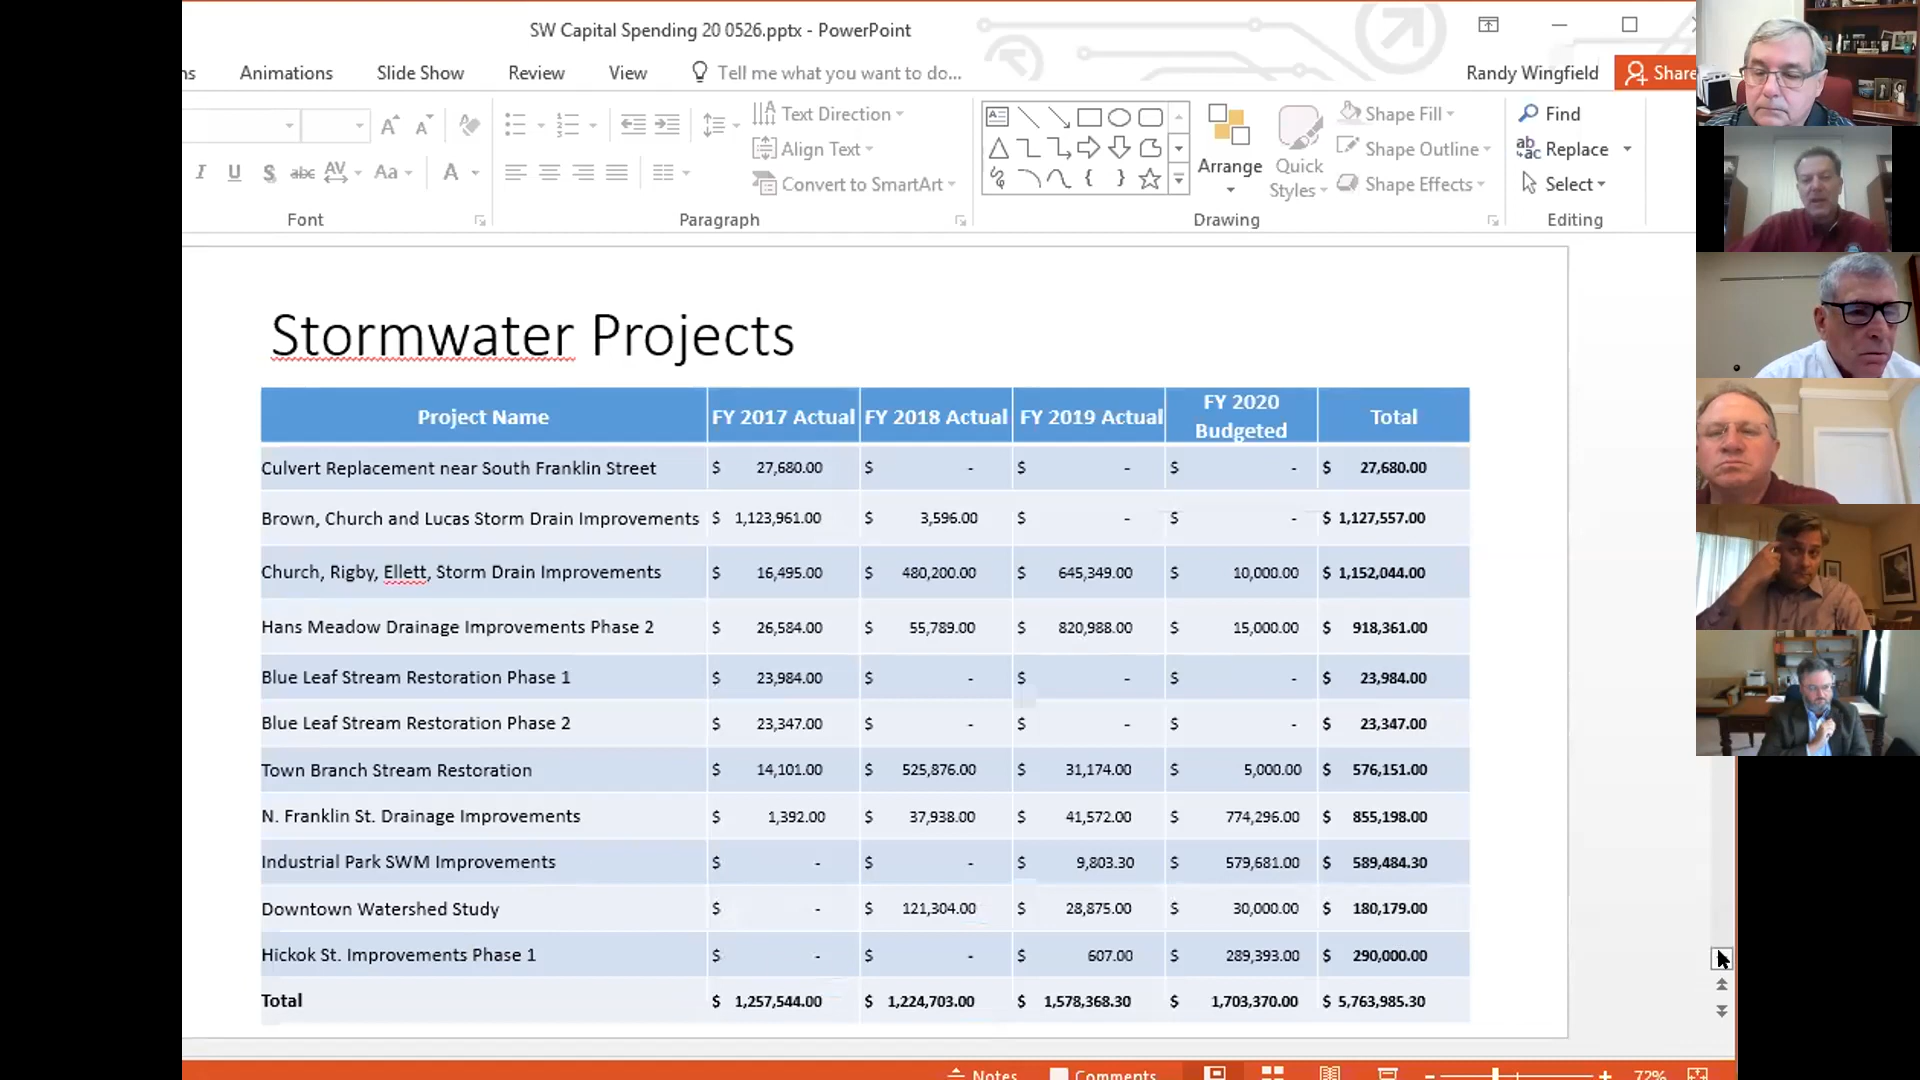 SW Capital Spending 20 0526.pptx - PowerPoint
ns Animations Slide Show Review View Tell me what you want to do... Randy Wingfield Share
Text Direction Shape Fill Find
Align Text Arrange Quick Styles Shape Outline Replace
Convert to SmartArt Shape Effects Select
Font Paragraph Drawing Editing
Stormwater Projects
Project Name FY 2017 Actual FY 2018 Actual FY 2019 Actual FY 2020 Budgeted Total
Culvert Replacement near South Franklin Street $ 27,680.00 $ - $ - $ - $ 27,680.00
Brown, Church and Lucas Storm Drain Improvements $ 1,123,961.00 $ 3,596.00 $ - $ - $ 1,127,557.00
Church, Rigby, Ellett, Storm Drain Improvements $ 16,495.00 $ 480,200.00 $ 645,349.00 $ 10,000.00 $ 1,152,044.00
Hans Meadow Drainage Improvements Phase 2 $ 26,584.00 $ 55,789.00 $ 820,988.00 $ 15,000.00 $ 918,361.00
Blue Leaf Stream Restoration Phase 1 $ 23,984.00 $ - $ - $ - $ 23,984.00
Blue Leaf Stream Restoration Phase 2 $ 23,347.00 $ - $ - $ - $ 23,347.00
Town Branch Stream Restoration $ 14,101.00 $ 525,876.00 $ 31,174.00 $ 5,000.00 $ 576,151.00
N. Franklin St. Drainage Improvements $ 1,392.00 $ 37,938.00 $ 41,572.00 $ 774,296.00 $ 855,198.00
Industrial Park SWM Improvements $ - $ - $ 9,803.30 $ 579,681.00 $ 589,484.30
Downtown Watershed Study $ - $ 121,304.00 $ 28,875.00 $ 30,000.00 $ 180,179.00
Hickok St. Improvements Phase 1 $ - $ - $ 607.00 $ 289,393.00 $ 290,000.00
Total $ 1,257,544.00 $ 1,224,703.00 $ 1,578,368.30 $ 1,703,370.00 $ 5,763,985.30
Notes Comments 72%